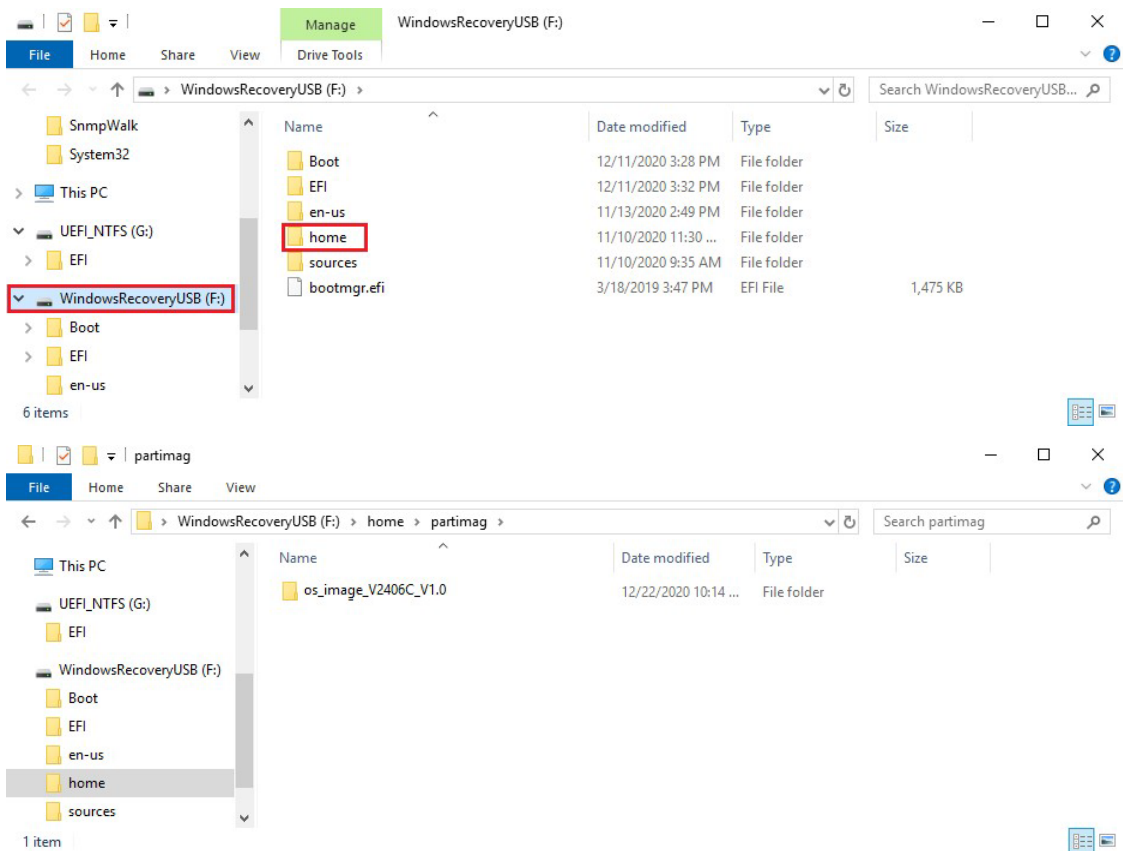 Manage WindowsRecoveryUSB (F:)
File Home Share View Drive Tools
WindowsRecoveryUSB (F:) Search WindowsRecoveryUSB...
SnmpWalk
System32
This PC
UEFI_NTFS (G:)
EFI
WindowsRecoveryUSB (F:)
Boot
EFI
en-us
Name Date modified Type Size
Boot 12/11/2020 3:28 PM File folder
EFI 12/11/2020 3:32 PM File folder
en-us 11/13/2020 2:49 PM File folder
home 11/10/2020 11:30 ... File folder
sources 11/10/2020 9:35 AM File folder
bootmgr.efi 3/18/2019 3:47 PM EFI File 1,475 KB
6 items
partimag
File Home Share View
WindowsRecoveryUSB (F:) home partimag Search partimag
This PC
UEFI_NTFS (G:)
EFI
WindowsRecoveryUSB (F:)
Boot
EFI
en-us
home
sources
Name Date modified Type Size
os_image_V2406C_V1.0 12/22/2020 10:14 ... File folder
1 item